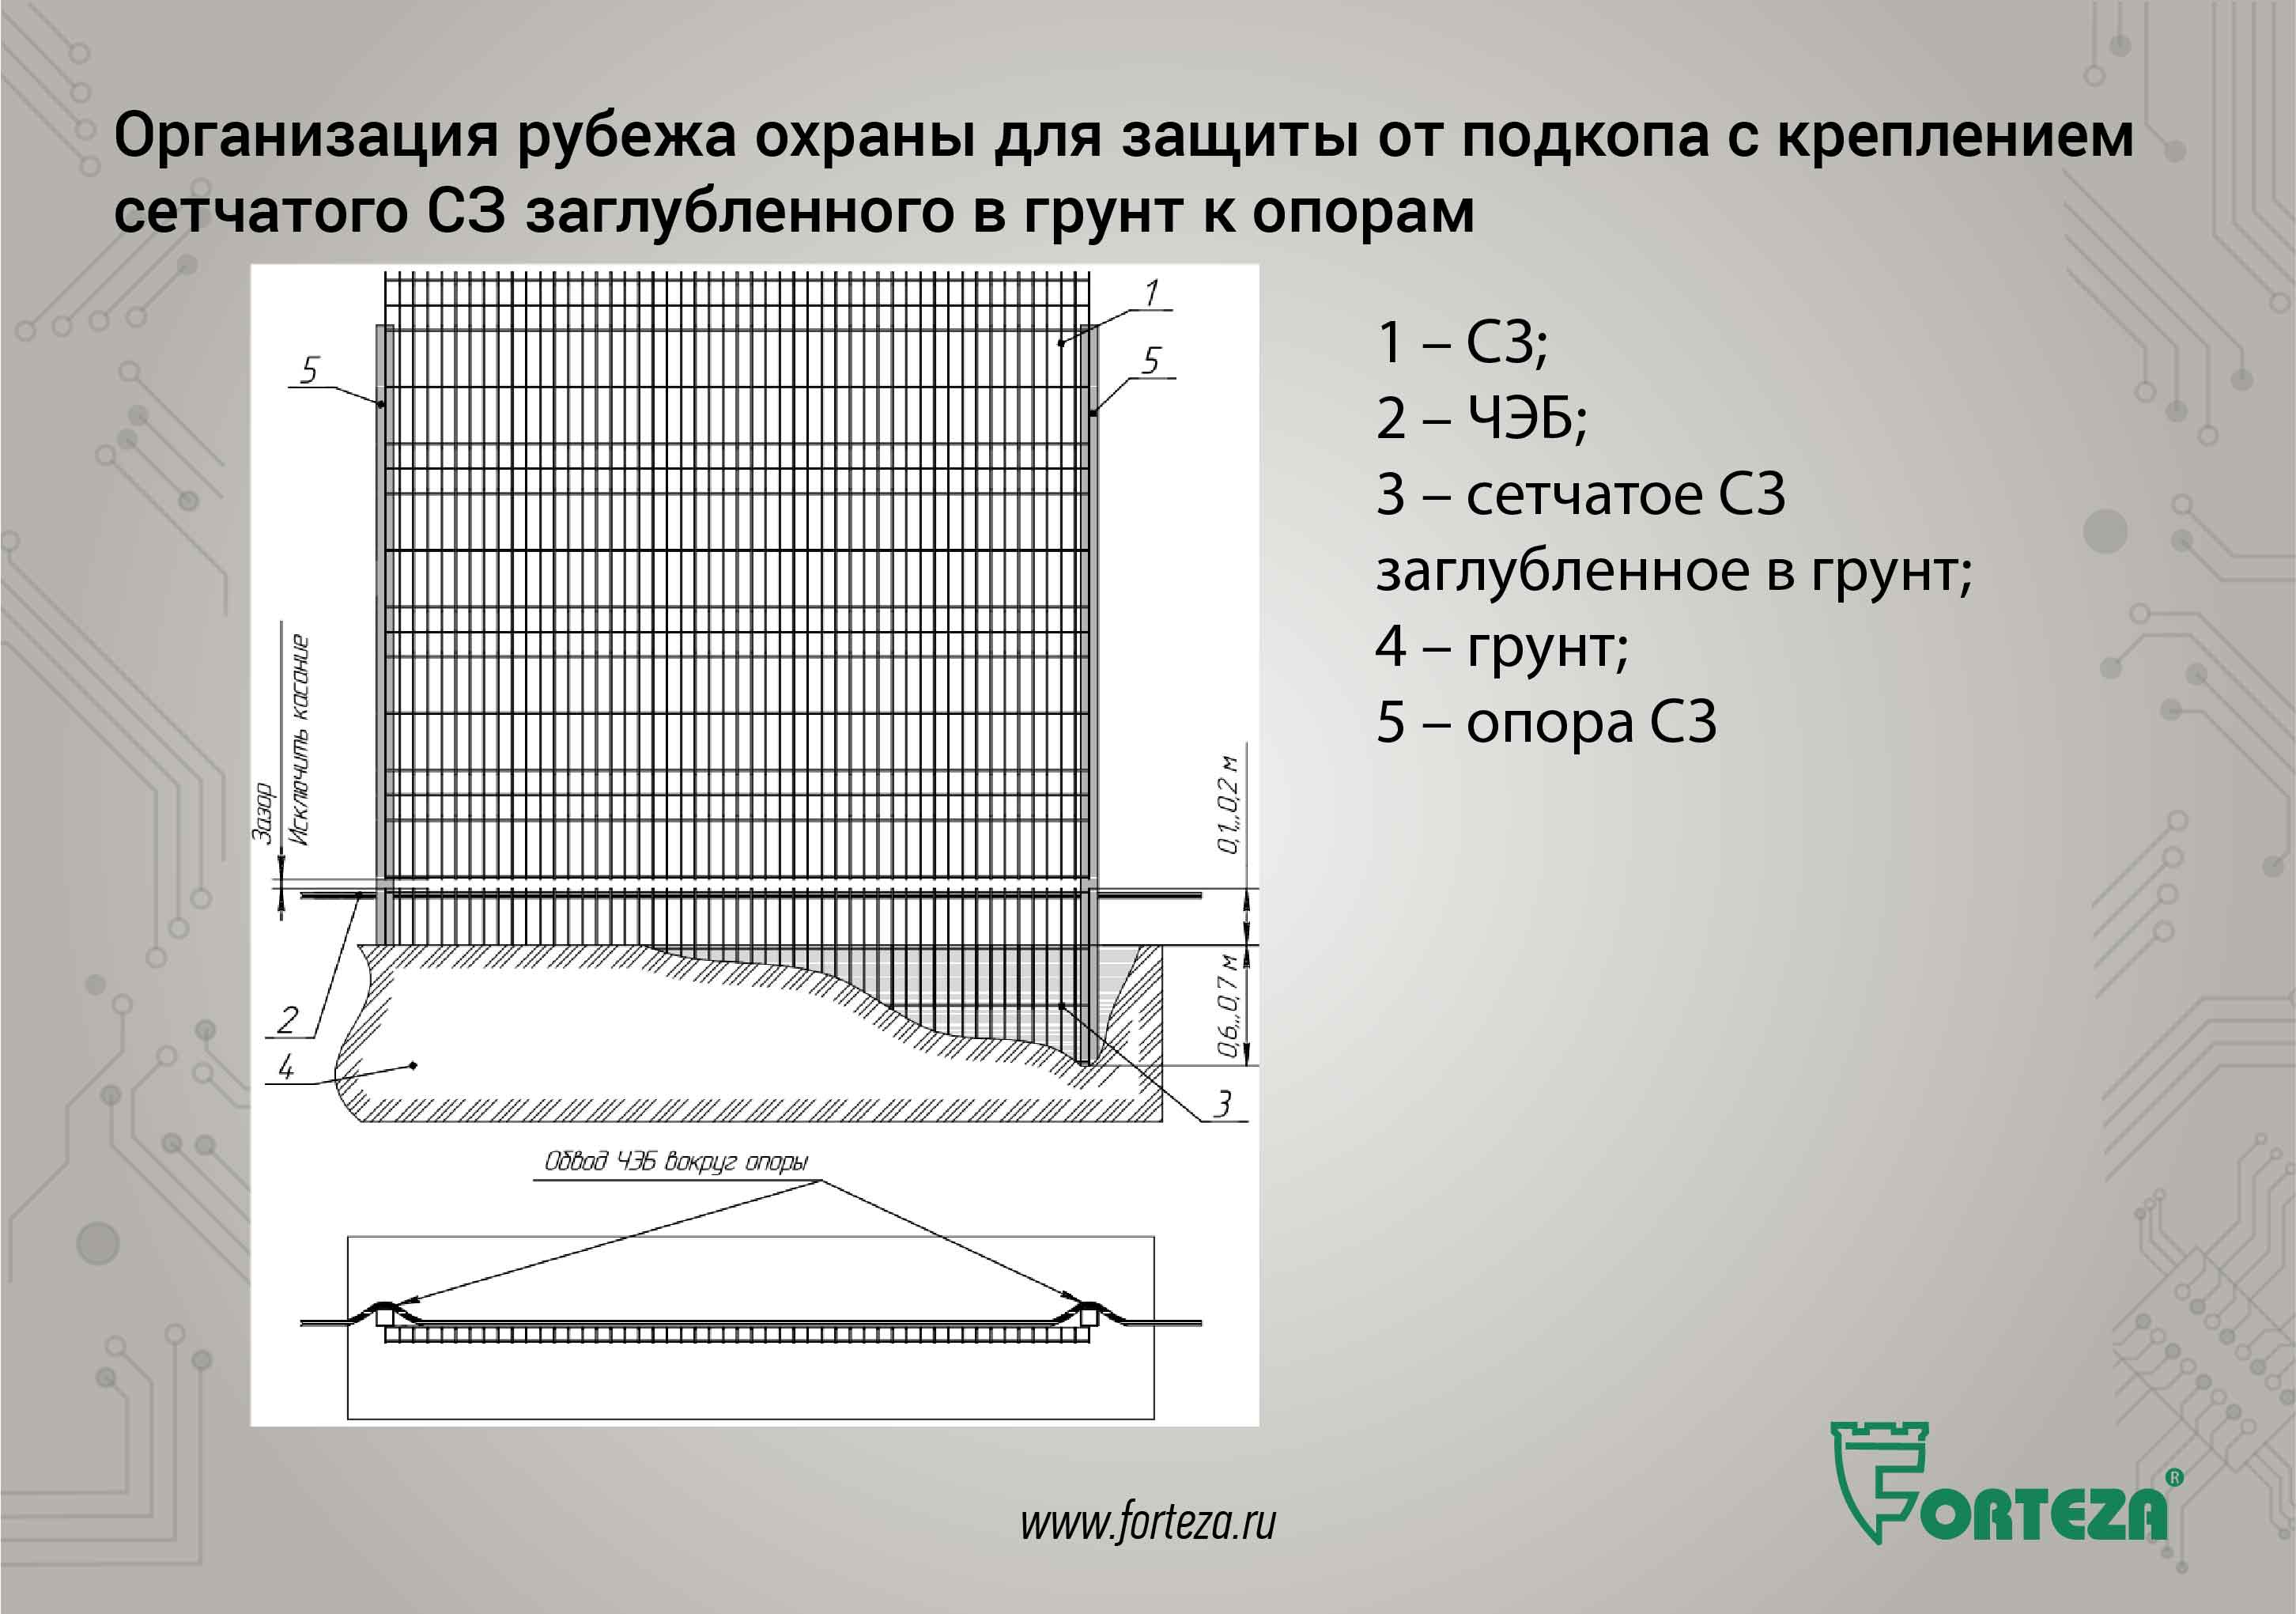 Организация рубежа охраны для защиты от подкопа с креплением
сетчатого СЗ заглубленного в грунт к опорам
1
5
5
1 – СЗ;
2 – ЧЭБ;
3 – сетчатое СЗ
заглубленное в грунт;
4 – грунт;
5 – опора СЗ
Зазор
Исключить касание
0,1...0,2 м
0,6...0,7 м
2
4
3
Обвод ЧЭБ вокруг опоры
www.forteza.ru
FORTEZA®